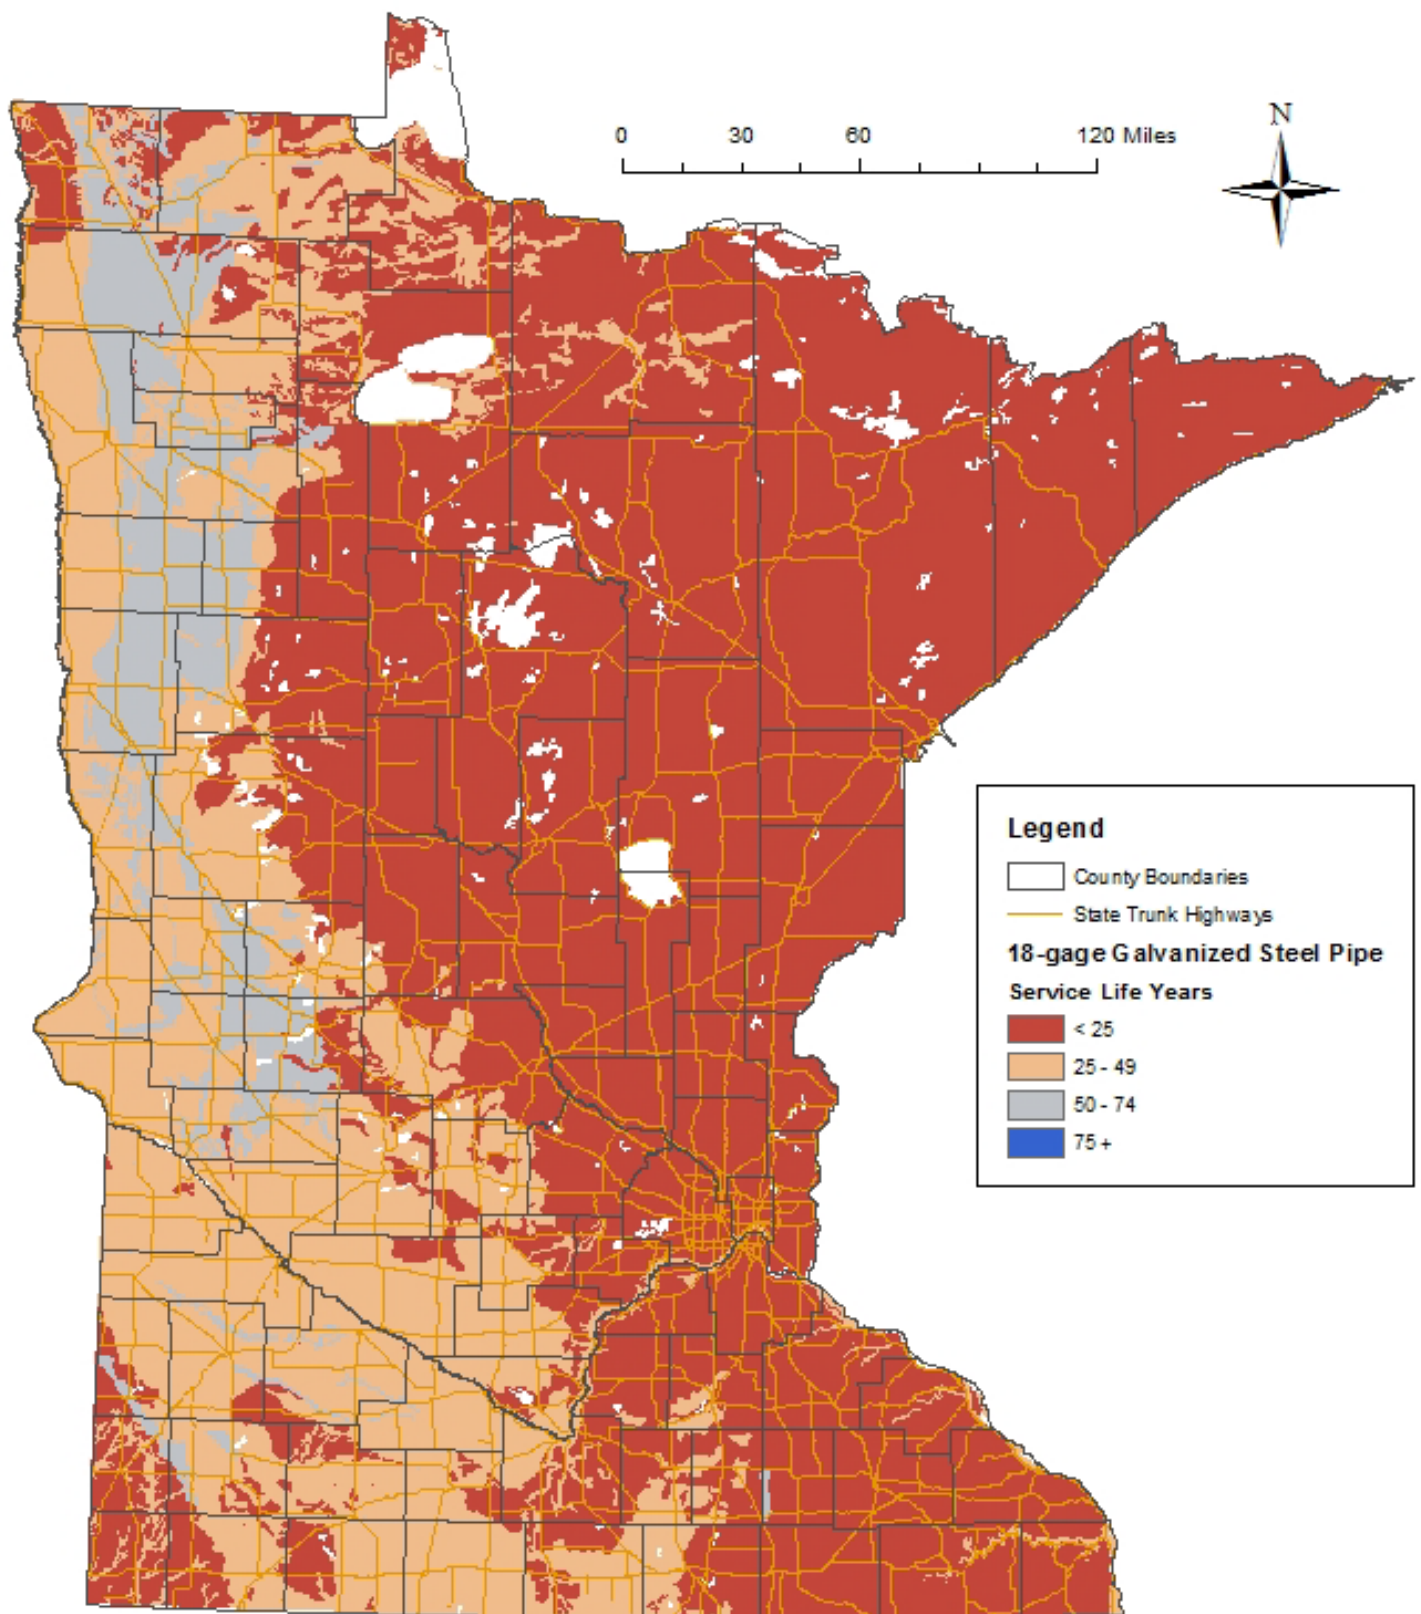 N
0 30 60 120 Miles
Legend
County Boundaries
State Trunk Highways
18-gage Galvanized Steel Pipe
Service Life Years
< 25
25 - 49
50 - 74
75 +